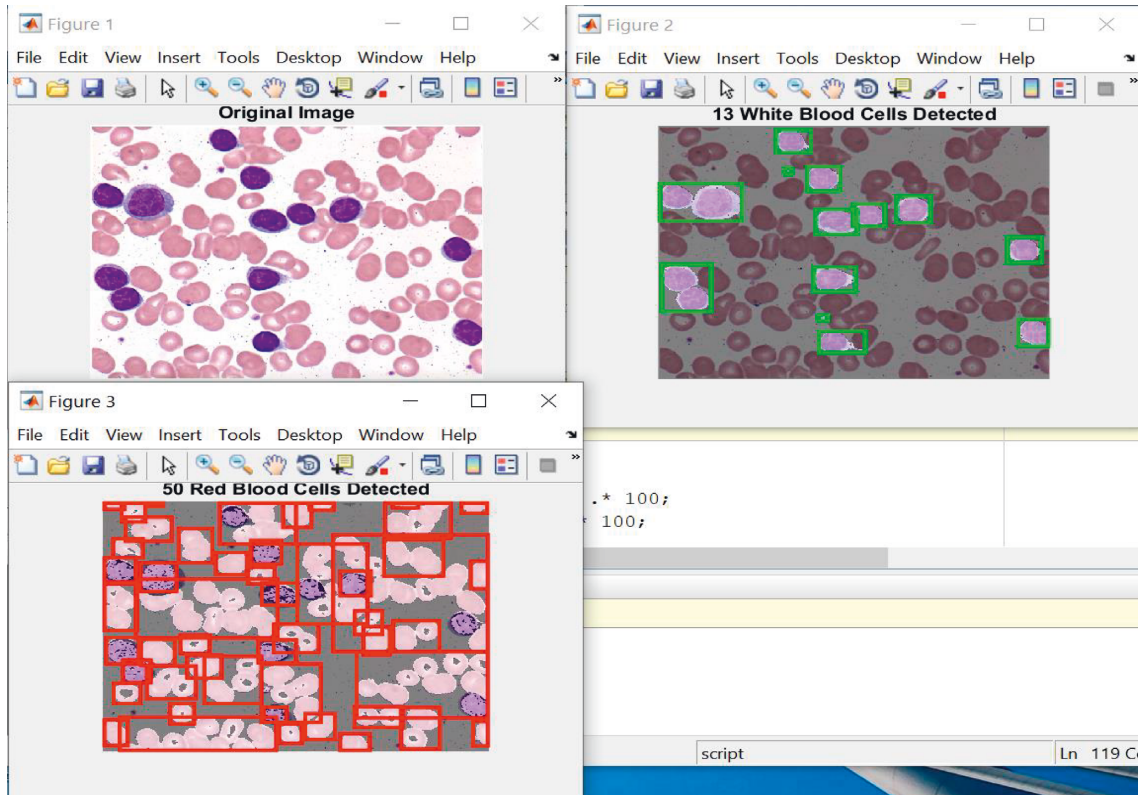 Figure 1
File Edit View Insert Tools Desktop Window Help
Original Image
Figure 2
File Edit View Insert Tools Desktop Window Help
13 White Blood Cells Detected
Figure 3
File Edit View Insert Tools Desktop Window Help
50 Red Blood Cells Detected
.* 100;
* 100;
script
Ln 119